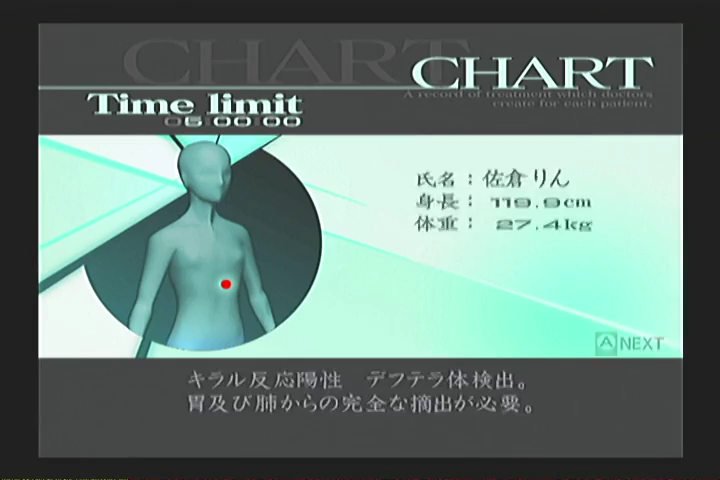 CHART
CHART
A record of treatment which doctors
create for each patient.
Time limit
05:00:00
氏名：佐倉りん
身長：119.9cm
体重：27.4kg
A NEXT
キラル反応陽性　デフテラ体検出。
胃及び肺からの完全な摘出が必要。